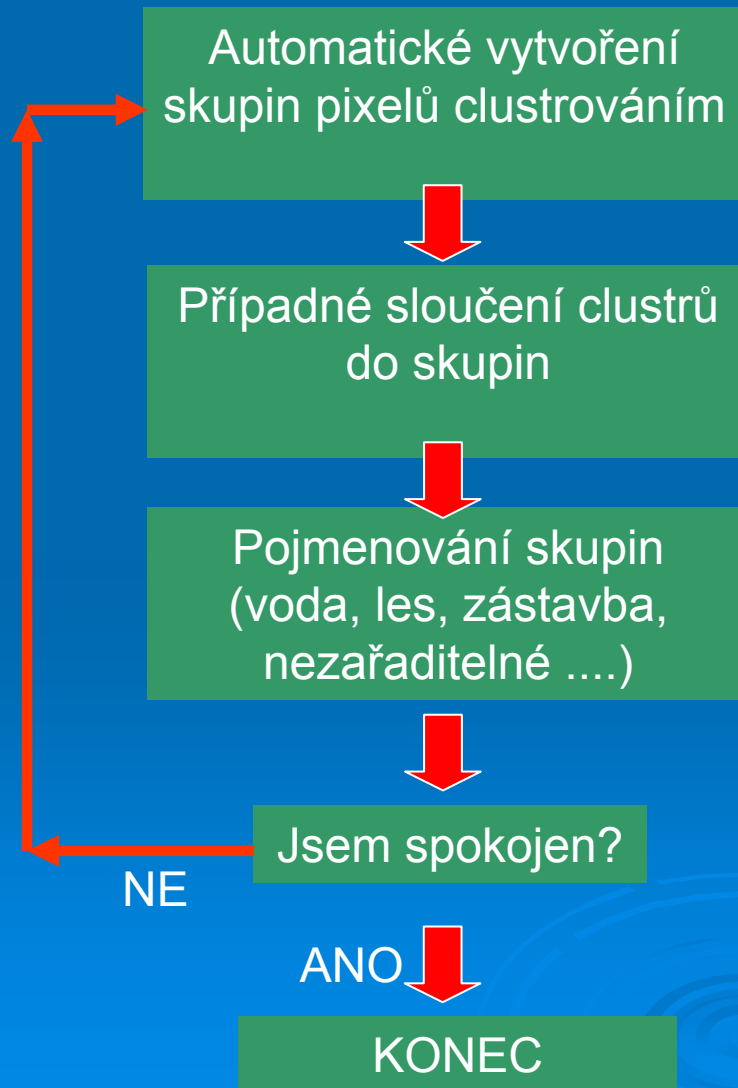 Automatické vytvoření
skupin pixelů clustrováním
Případné sloučení clustrů
do skupin
Pojmenování skupin
(voda, les, zástavba,
nezařaditelné ....)
Jsem spokojen?
NE
ANO
KONEC